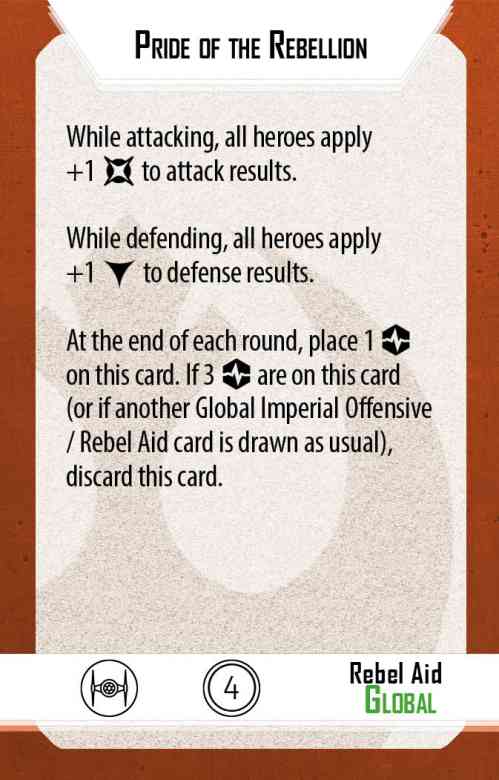 Pride of the Rebellion
While attacking, all heroes apply
+1 to attack results.
While defending, all heroes apply
+1 to defense results.
At the end of each round, place 1
on this card. If 3 are on this card
(or if another Global Imperial Offensive
/ Rebel Aid card is drawn as usual),
discard this card.
4
Rebel Aid
Global